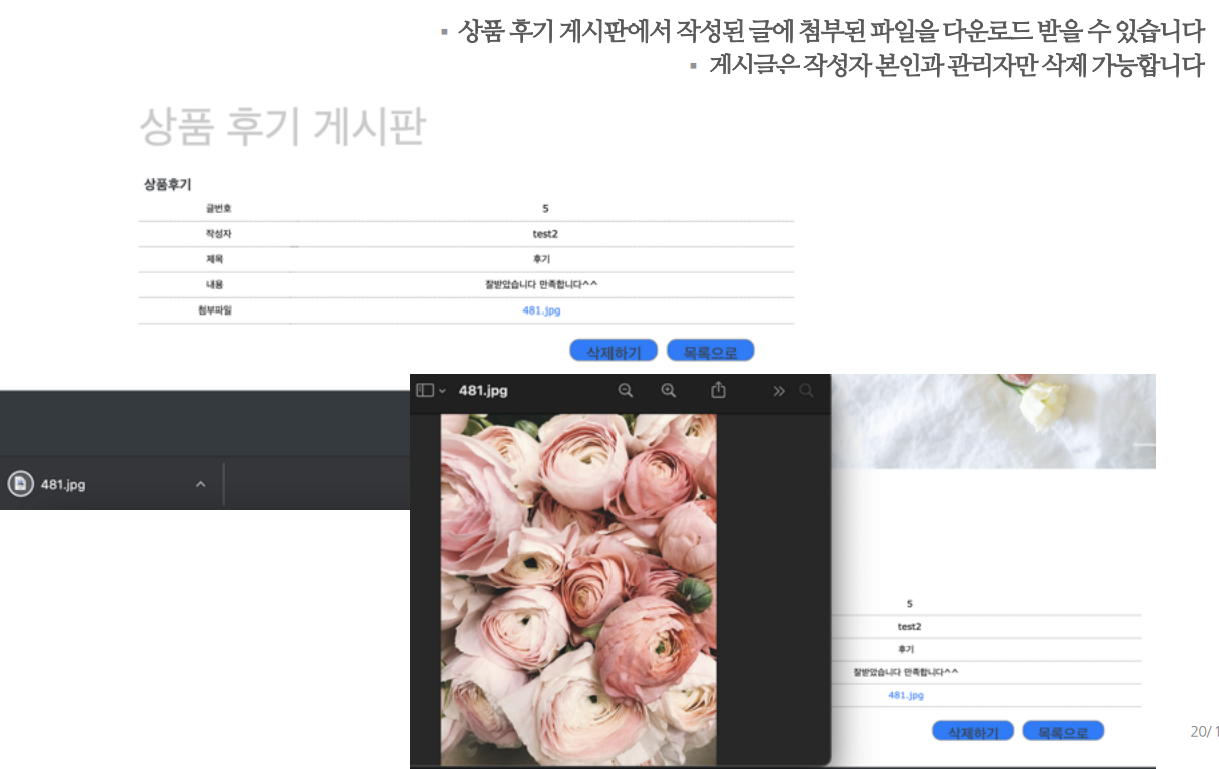 ▪ 상품 후기 게시판에서 작성된 글에 첨부된 파일을 다운로드 받을 수 있습니다
▪ 게시글은 작성자 본인과 관리자만 삭제 가능합니다
상품 후기 게시판
상품후기
글번호 5
작성자 test2
제목 후기
내용 잘받았습니다 만족합니다^^
첨부파일 481.jpg
삭제하기 목록으로
481.jpg
481.jpg
5
test2
후기
잘받았습니다 만족합니다^^
481.jpg
삭제하기 목록으로
20/1